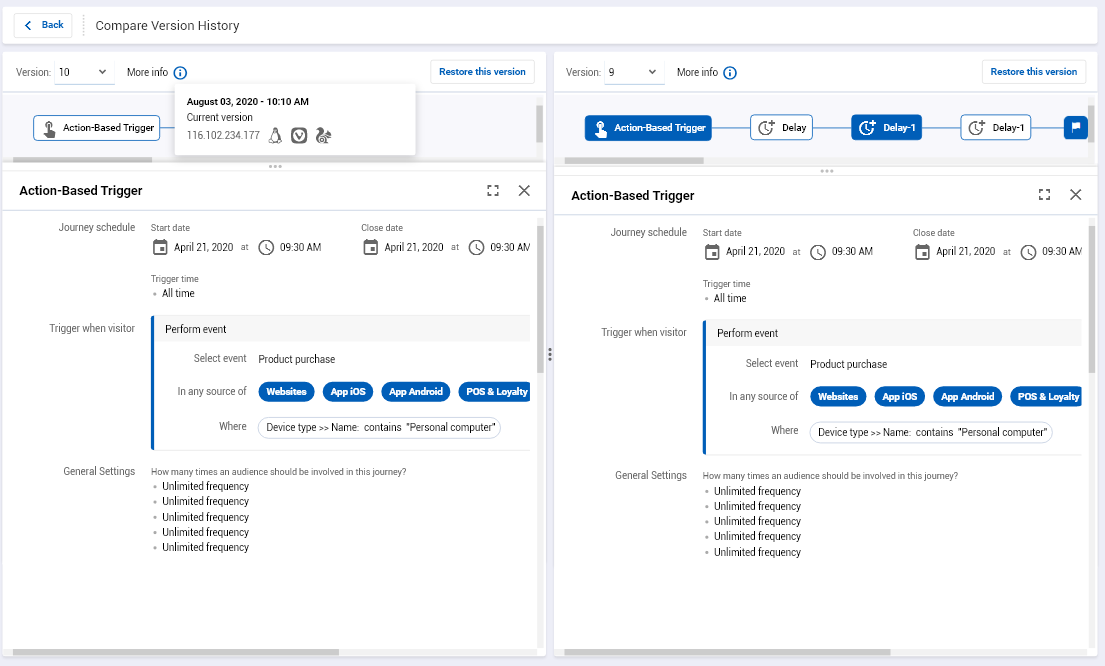 Back
Compare Version History
Version: 10
More info
Restore this version
August 03, 2020 - 10:10 AM
Current version
116.102.234.177
Action-Based Trigger
Action-Based Trigger
Journey schedule
Start date
April 21, 2020 at 09:30 AM
Close date
April 21, 2020 at 09:30 AM
Trigger time
All time
Trigger when visitor
Perform event
Select event Product purchase
In any source of Websites App iOS App Android POS & Loyalty
Where Device type >> Name: contains "Personal computer"
General Settings
How many times an audience should be involved in this journey?
Unlimited frequency
Unlimited frequency
Unlimited frequency
Unlimited frequency
Unlimited frequency
Version: 9
More info
Restore this version
Action-Based Trigger
Delay
Delay-1
Delay-1
Action-Based Trigger
Journey schedule
Start date
April 21, 2020 at 09:30 AM
Close date
April 21, 2020 at 09:30 AM
Trigger time
All time
Trigger when visitor
Perform event
Select event Product purchase
In any source of Websites App iOS App Android POS & Loyalty
Where Device type >> Name: contains "Personal computer"
General Settings
How many times an audience should be involved in this journey?
Unlimited frequency
Unlimited frequency
Unlimited frequency
Unlimited frequency
Unlimited frequency